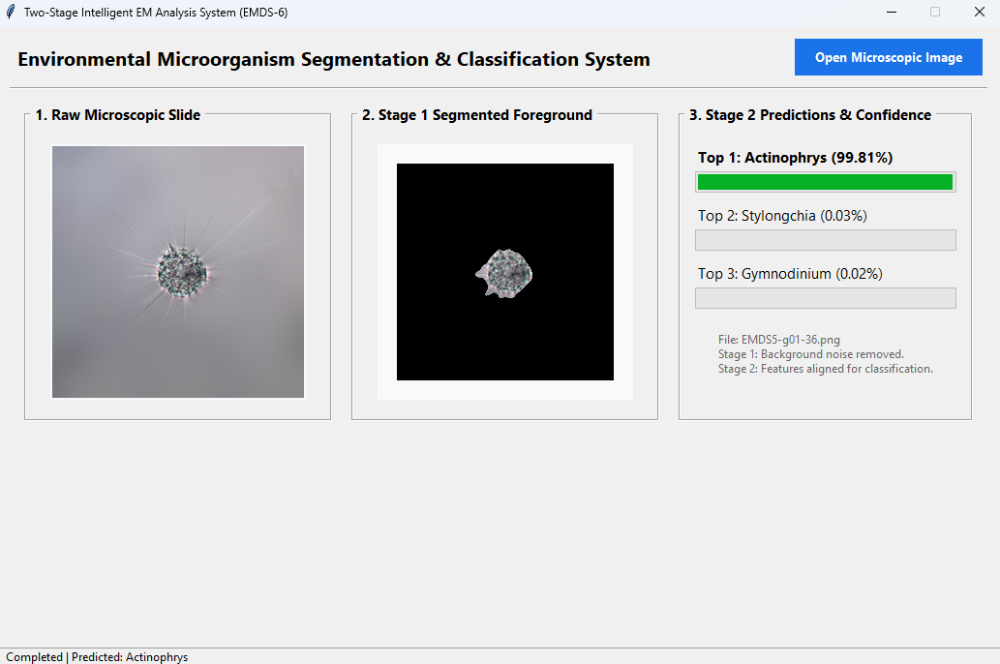 Two-Stage Intelligent EM Analysis System (EMDS-6)
Environmental Microorganism Segmentation & Classification System
Open Microscopic Image
1. Raw Microscopic Slide
2. Stage 1 Segmented Foreground
3. Stage 2 Predictions & Confidence
Top 1: Actinophrys (99.81%)
Top 2: Stylongchia (0.03%)
Top 3: Gymnodinium (0.02%)
File: EMDS5-g01-36.png
Stage 1: Background noise removed.
Stage 2: Features aligned for classification.
Completed | Predicted: Actinophrys